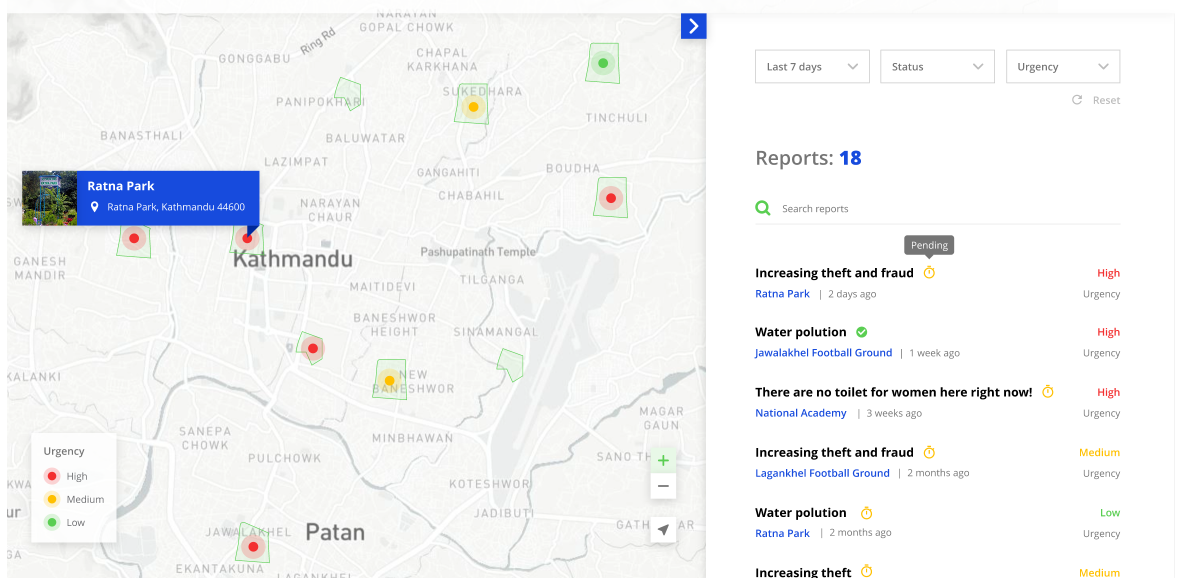 NARAYAN
GOPAL CHOWK
Ring Rd
CHAPAL
KARKHANA
GONGGABU
SUKEDHARA
PANIPOKHARI
TINCHULI
BANASTHALI
BALUWATAR
LAZIMPAT
BOUDHA
GANGAHITI
CHABAHIL
Ratna Park
Ratna Park, Kathmandu 44600
NARAYAN
CHAUR
Kathmandu
Pashupatinath Temple
GANESH
MANDIR
TILGANGA
MAITIDEVI
BANESHWOR
HEIGHT
SINAMANGAL
KALANKI
NEW
BANESHWOR
MAGAR
GAUN
SANEPA
CHOWK
MINBHAWAN
PULCHOWK
KOTESHWOR
JADIBUTI
JAWALAKHEL
Patan
EKANTAKUNA
LAGANKHEL
Urgency
High
Medium
Low
+
−
Last 7 days
Status
Urgency
Reset
Reports: 18
Search reports
Pending
Increasing theft and fraud High
Ratna Park | 2 days ago Urgency
Water polution High
Jawalakhel Football Ground | 1 week ago Urgency
There are no toilet for women here right now! High
National Academy | 3 weeks ago Urgency
Increasing theft and fraud Medium
Lagankhel Football Ground | 2 months ago Urgency
Water polution Low
Ratna Park | 2 months ago Urgency
Increasing theft Medium